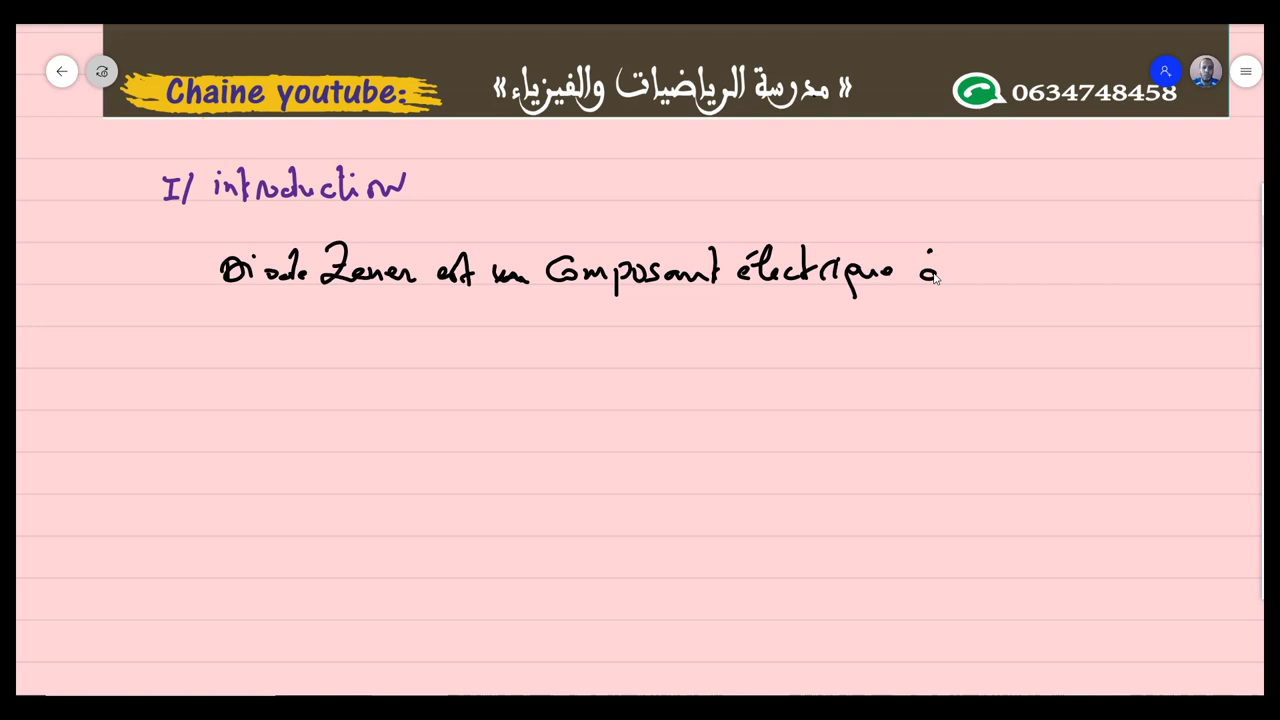 Chaine youtube:
« مدرسة الرياضيات والفيزياء »
0634748458
I/ introduction
Diode Zener est un Composant électrique à